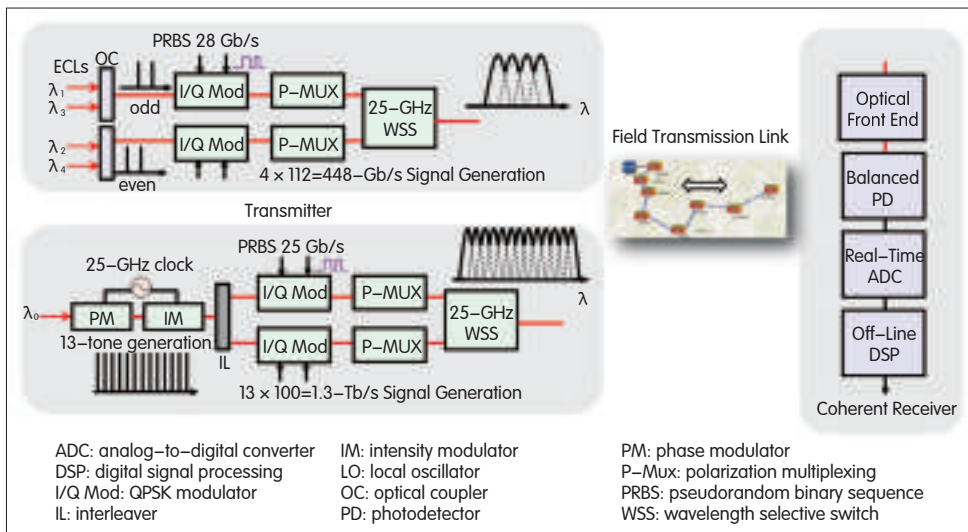 PRBS 28 Gb/s
ECLs
OC
λ1
λ3
odd
I/Q Mod
P-MUX
λ2
λ4
even
I/Q Mod
P-MUX
25-GHz
WSS
λ
4 × 112=448-Gb/s Signal Generation
Transmitter
PRBS 25 Gb/s
25-GHz clock
λ0
PM
IM
13-tone generation
IL
I/Q Mod
P-MUX
I/Q Mod
P-MUX
25-GHz
WSS
λ
13 × 100=1.3-Tb/s Signal Generation
Field Transmission Link
Optical
Front End
Balanced
PD
Real-Time
ADC
Off-Line
DSP
Coherent Receiver
ADC: analog-to-digital converter
DSP: digital signal processing
I/Q Mod: QPSK modulator
IL: interleaver
IM: intensity modulator
LO: local oscillator
OC: optical coupler
PD: photodetector
PM: phase modulator
P-Mux: polarization multiplexing
PRBS: pseudorandom binary sequence
WSS: wavelength selective switch